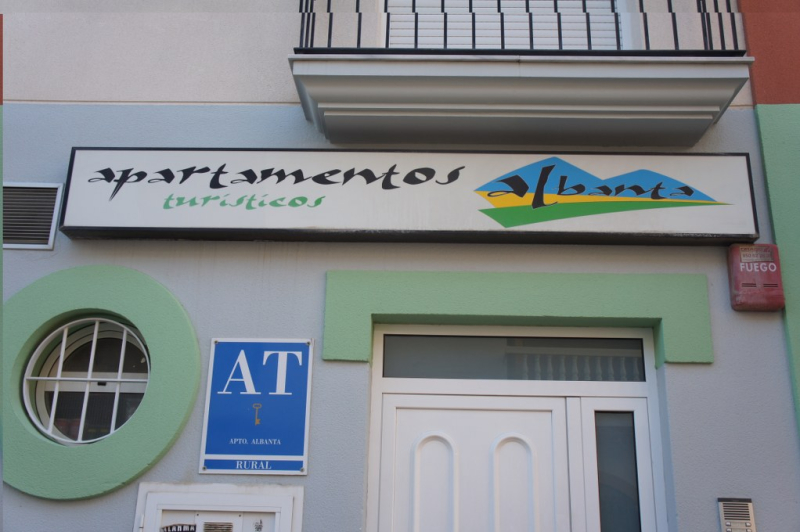 apartamentos
turísticos
albanta
FUEGO
AT
APTO. ALBANTA
RURAL